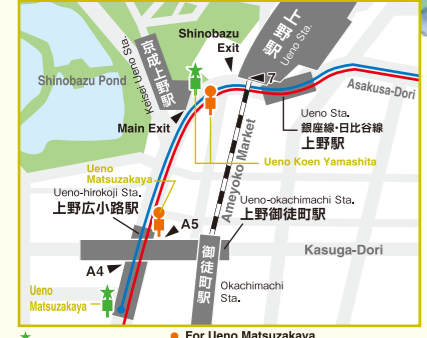 Shinobazu
Exit
上野駅
Ueno Sta.
京成上野駅
Keisei Ueno Sta.
Shinobazu Pond
7
Asakusa-Dori
Main Exit
Ueno Sta.
銀座線・日比谷線
上野駅
Ueno Koen Yamashita
Ueno
Matsuzakaya
Ameyoko Market
Ueno-hirokoji Sta.
上野広小路駅
Ueno-okachimachi Sta.
上野御徒町駅
A5
A4
御徒町駅
Kasuga-Dori
Okachimachi
Sta.
Ueno
Matsuzakaya
For Ueno Matsuzakaya